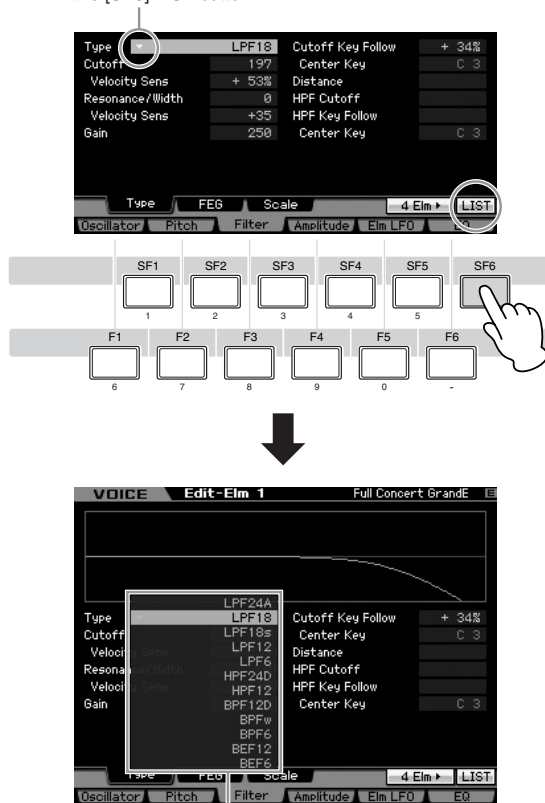 Type LPF18 Cutoff Key Follow + 34%
Cutoff 197 Center Key C 3
Velocity Sens + 53% Distance
Resonance/Width 0 HPF Cutoff
Velocity Sens +35 HPF Key Follow
Gain 250 Center Key C 3
Type FEG Scale 4 Elm LIST
Oscillator Pitch Filter Amplitude Elm LFO EQ
SF1 SF2 SF3 SF4 SF5 SF6
1 2 3 4 5
F1 F2 F3 F4 F5 F6
6 7 8 9 0 -
VOICE Edit-Elm 1 Full Concert GrandE
LPF24A
Type LPF18 Cutoff Key Follow + 34%
Cutoff LPF18s Center Key C 3
Velocity Sens LPF12 Distance
LPF6
Resonance/Width HPF24D HPF Cutoff
Velocity Sens HPF12 HPF Key Follow
Gain BPF12D Center Key C 3
BPFw
BPF6
BEF12
BEF6
Type FEG Scale 4 Elm LIST
Oscillator Pitch Filter Amplitude Elm LFO EQ